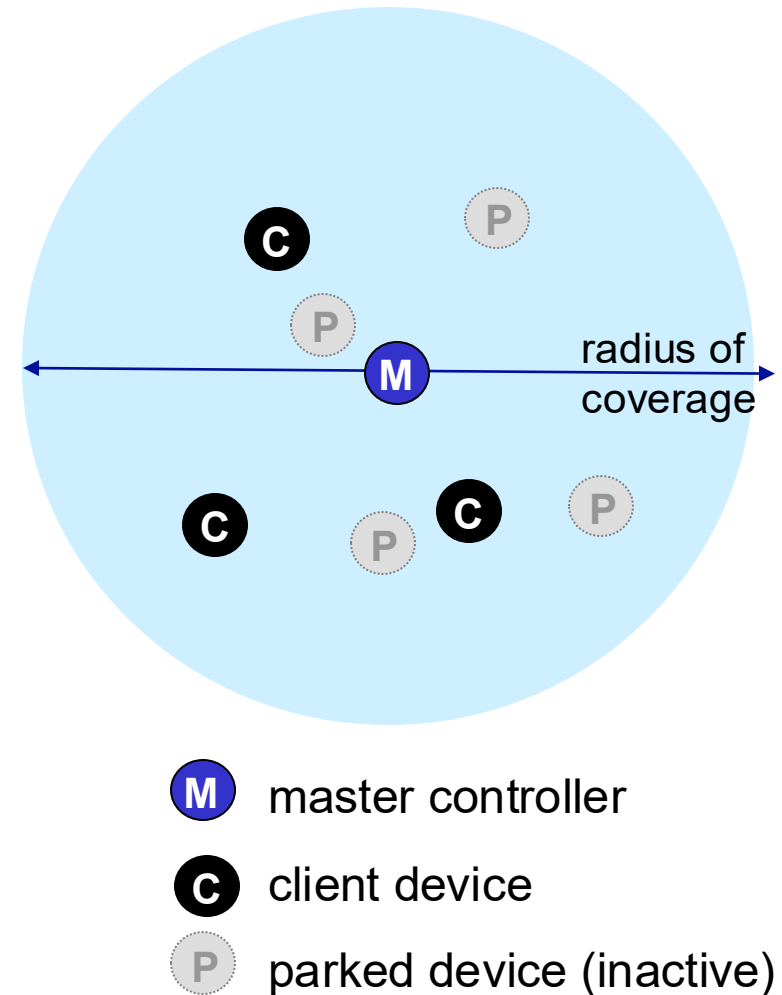 P
C
P
radius of
M
coverage
C
P
C
P
M master controller
C client device
P parked device (inactive)